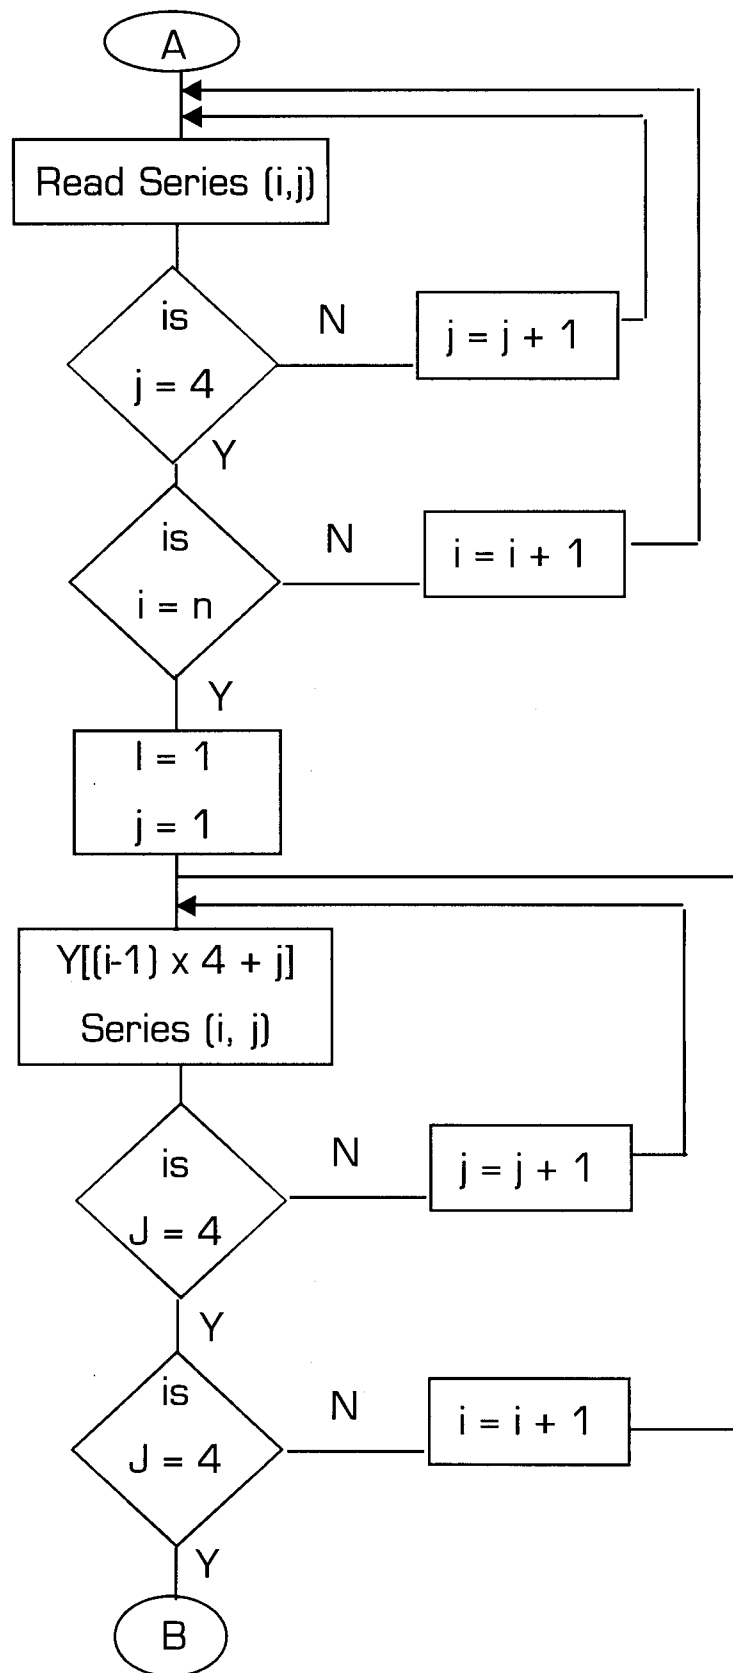 A
Read Series (i,j)
is
j = 4
N
j = j + 1
Y
is
i = n
N
i = i + 1
Y
I = 1
j = 1
Y[(i-1) x 4 + j]
Series (i, j)
is
J = 4
N
j = j + 1
Y
is
J = 4
N
i = i + 1
Y
B